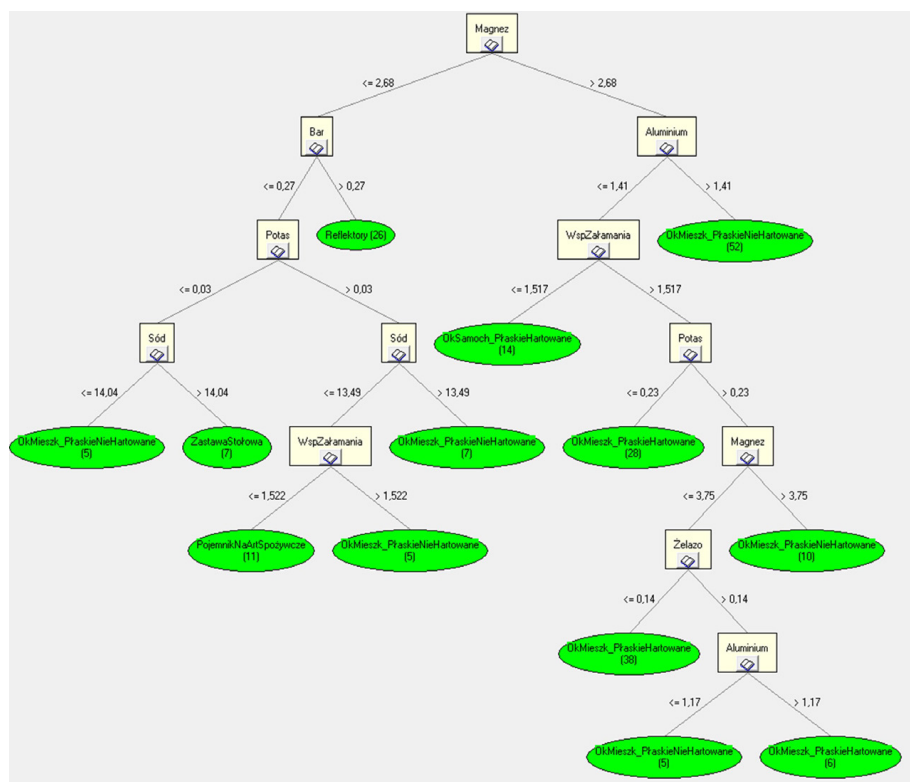 Magnez
<= 2,68
> 2,68
Bar
Aluminium
<= 0,27
> 0,27
<= 1,41
> 1,41
Potas
Reflektory (26)
WspZałamania
OkMieszk_PłaskieNieHartowane
(52)
<= 0,03
> 0,03
<= 1,517
> 1,517
Sód
Sód
OkSamoch_PłaskieHartowane
(14)
Potas
<= 14,04
> 14,04
<= 13,49
> 13,49
<= 0,23
> 0,23
OkMieszk_PłaskieNieHartowane
(5)
ZastawaStołowa
(7)
WspZałamania
OkMieszk_PłaskieNieHartowane
(7)
OkMieszk_PłaskieHartowane
(28)
Magnez
<= 1,522
> 1,522
<= 3,75
> 3,75
PojemnikNaArtSpożywcze
(11)
OkMieszk_PłaskieNieHartowane
(5)
Żelazo
OkMieszk_PłaskieNieHartowane
(10)
<= 0,14
> 0,14
OkMieszk_PłaskieHartowane
(38)
Aluminium
<= 1,17
> 1,17
OkMieszk_PłaskieNieHartowane
(5)
OkMieszk_PłaskieHartowane
(6)